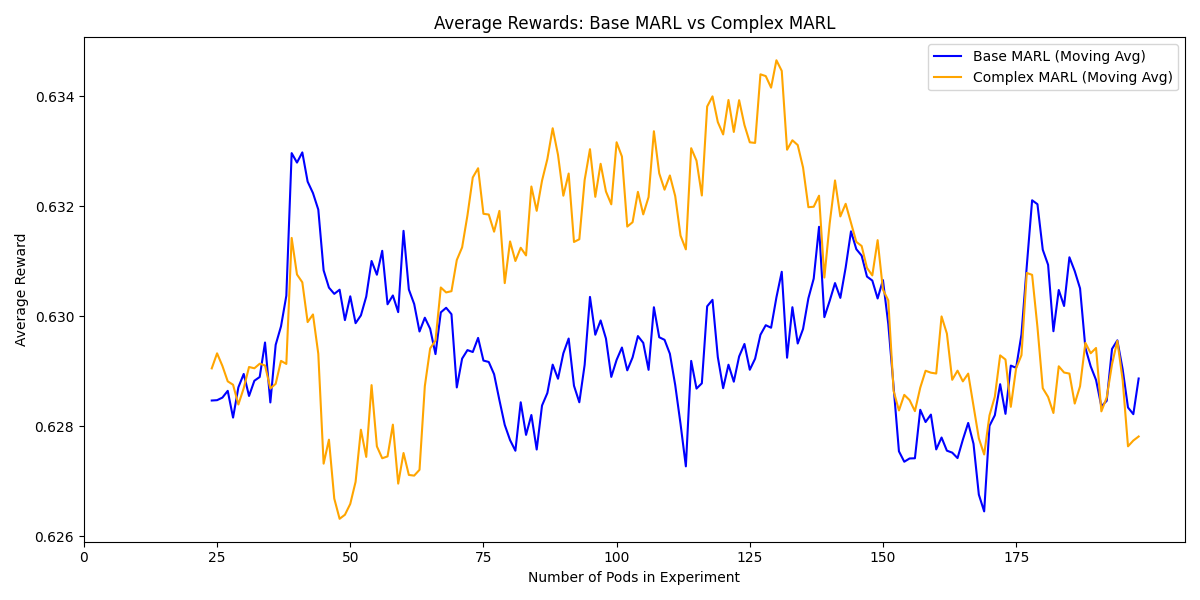 Average Rewards: Base MARL vs Complex MARL
Base MARL (Moving Avg)
Complex MARL (Moving Avg)
Average Reward
0.634
0.632
0.630
0.628
0.626
0 25 50 75 100 125 150 175
Number of Pods in Experiment